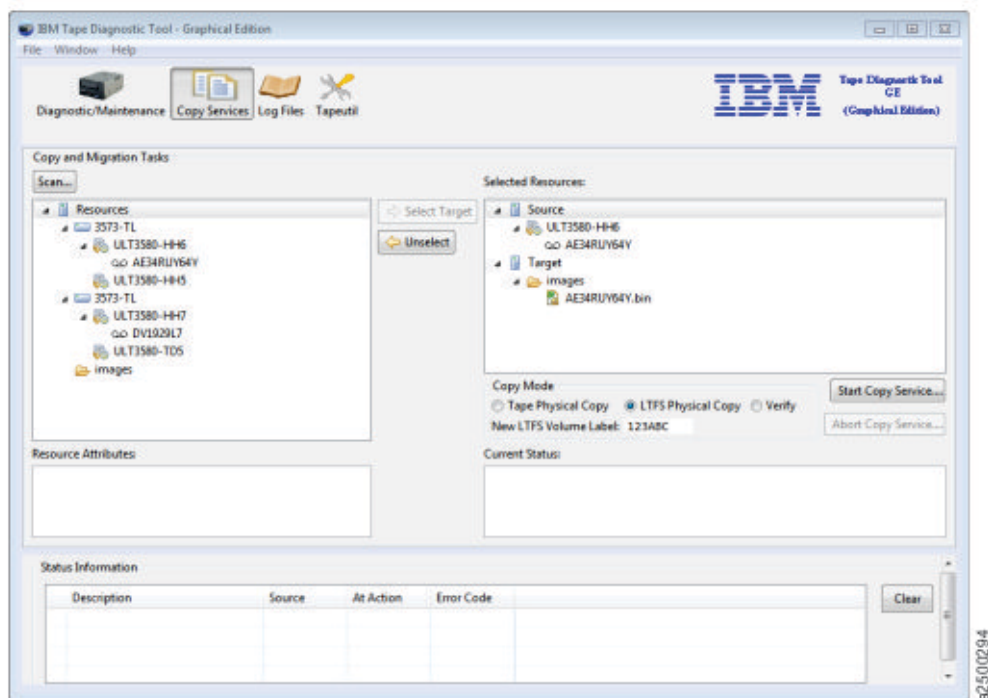 IBM Tape Diagnostic Tool - Graphical Edition
File Window Help
Diagnostic/Maintenance Copy Services Log Files Tapeutil
IBM
Tape Diagnostic Tool
GE
(Graphical Edition)
Copy and Migration Tasks
Scan...
Selected Resources:
Resources
3573-TL
ULT3580-HH6
AE34RUY64Y
ULT3580-HH5
3573-TL
ULT3580-HH7
DV1929L7
ULT3580-TD5
images
Select Target
Unselect
Source
ULT3580-HH6
AE34RUY64Y
Target
images
AE34RUY64Y.bin
Copy Mode
Tape Physical Copy LTFS Physical Copy Verify
New LTFS Volume Label: 123ABC
Start Copy Service...
Abort Copy Service...
Resource Attributes:
Current Status:
Status Information
Description Source At Action Error Code
Clear
a2500294